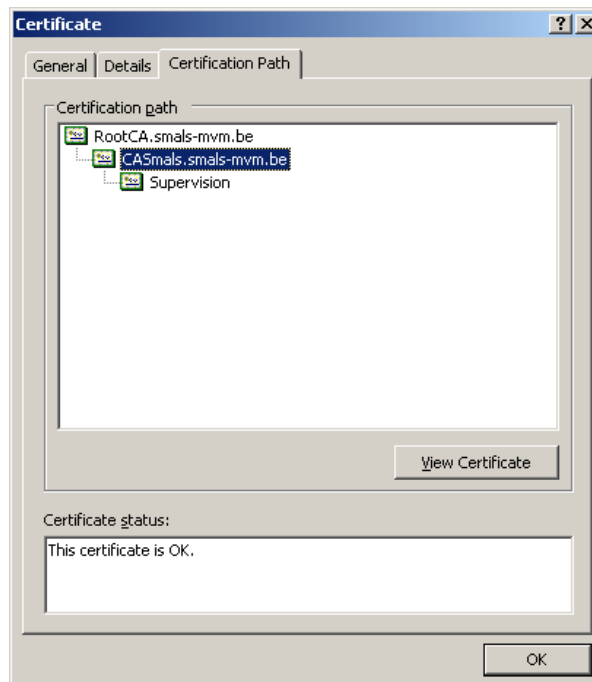 Certificate
General Details Certification Path
Certification path
RootCA.smals-mvm.be
CASmals.smals-mvm.be
Supervision
View Certificate
Certificate status:
This certificate is OK.
OK